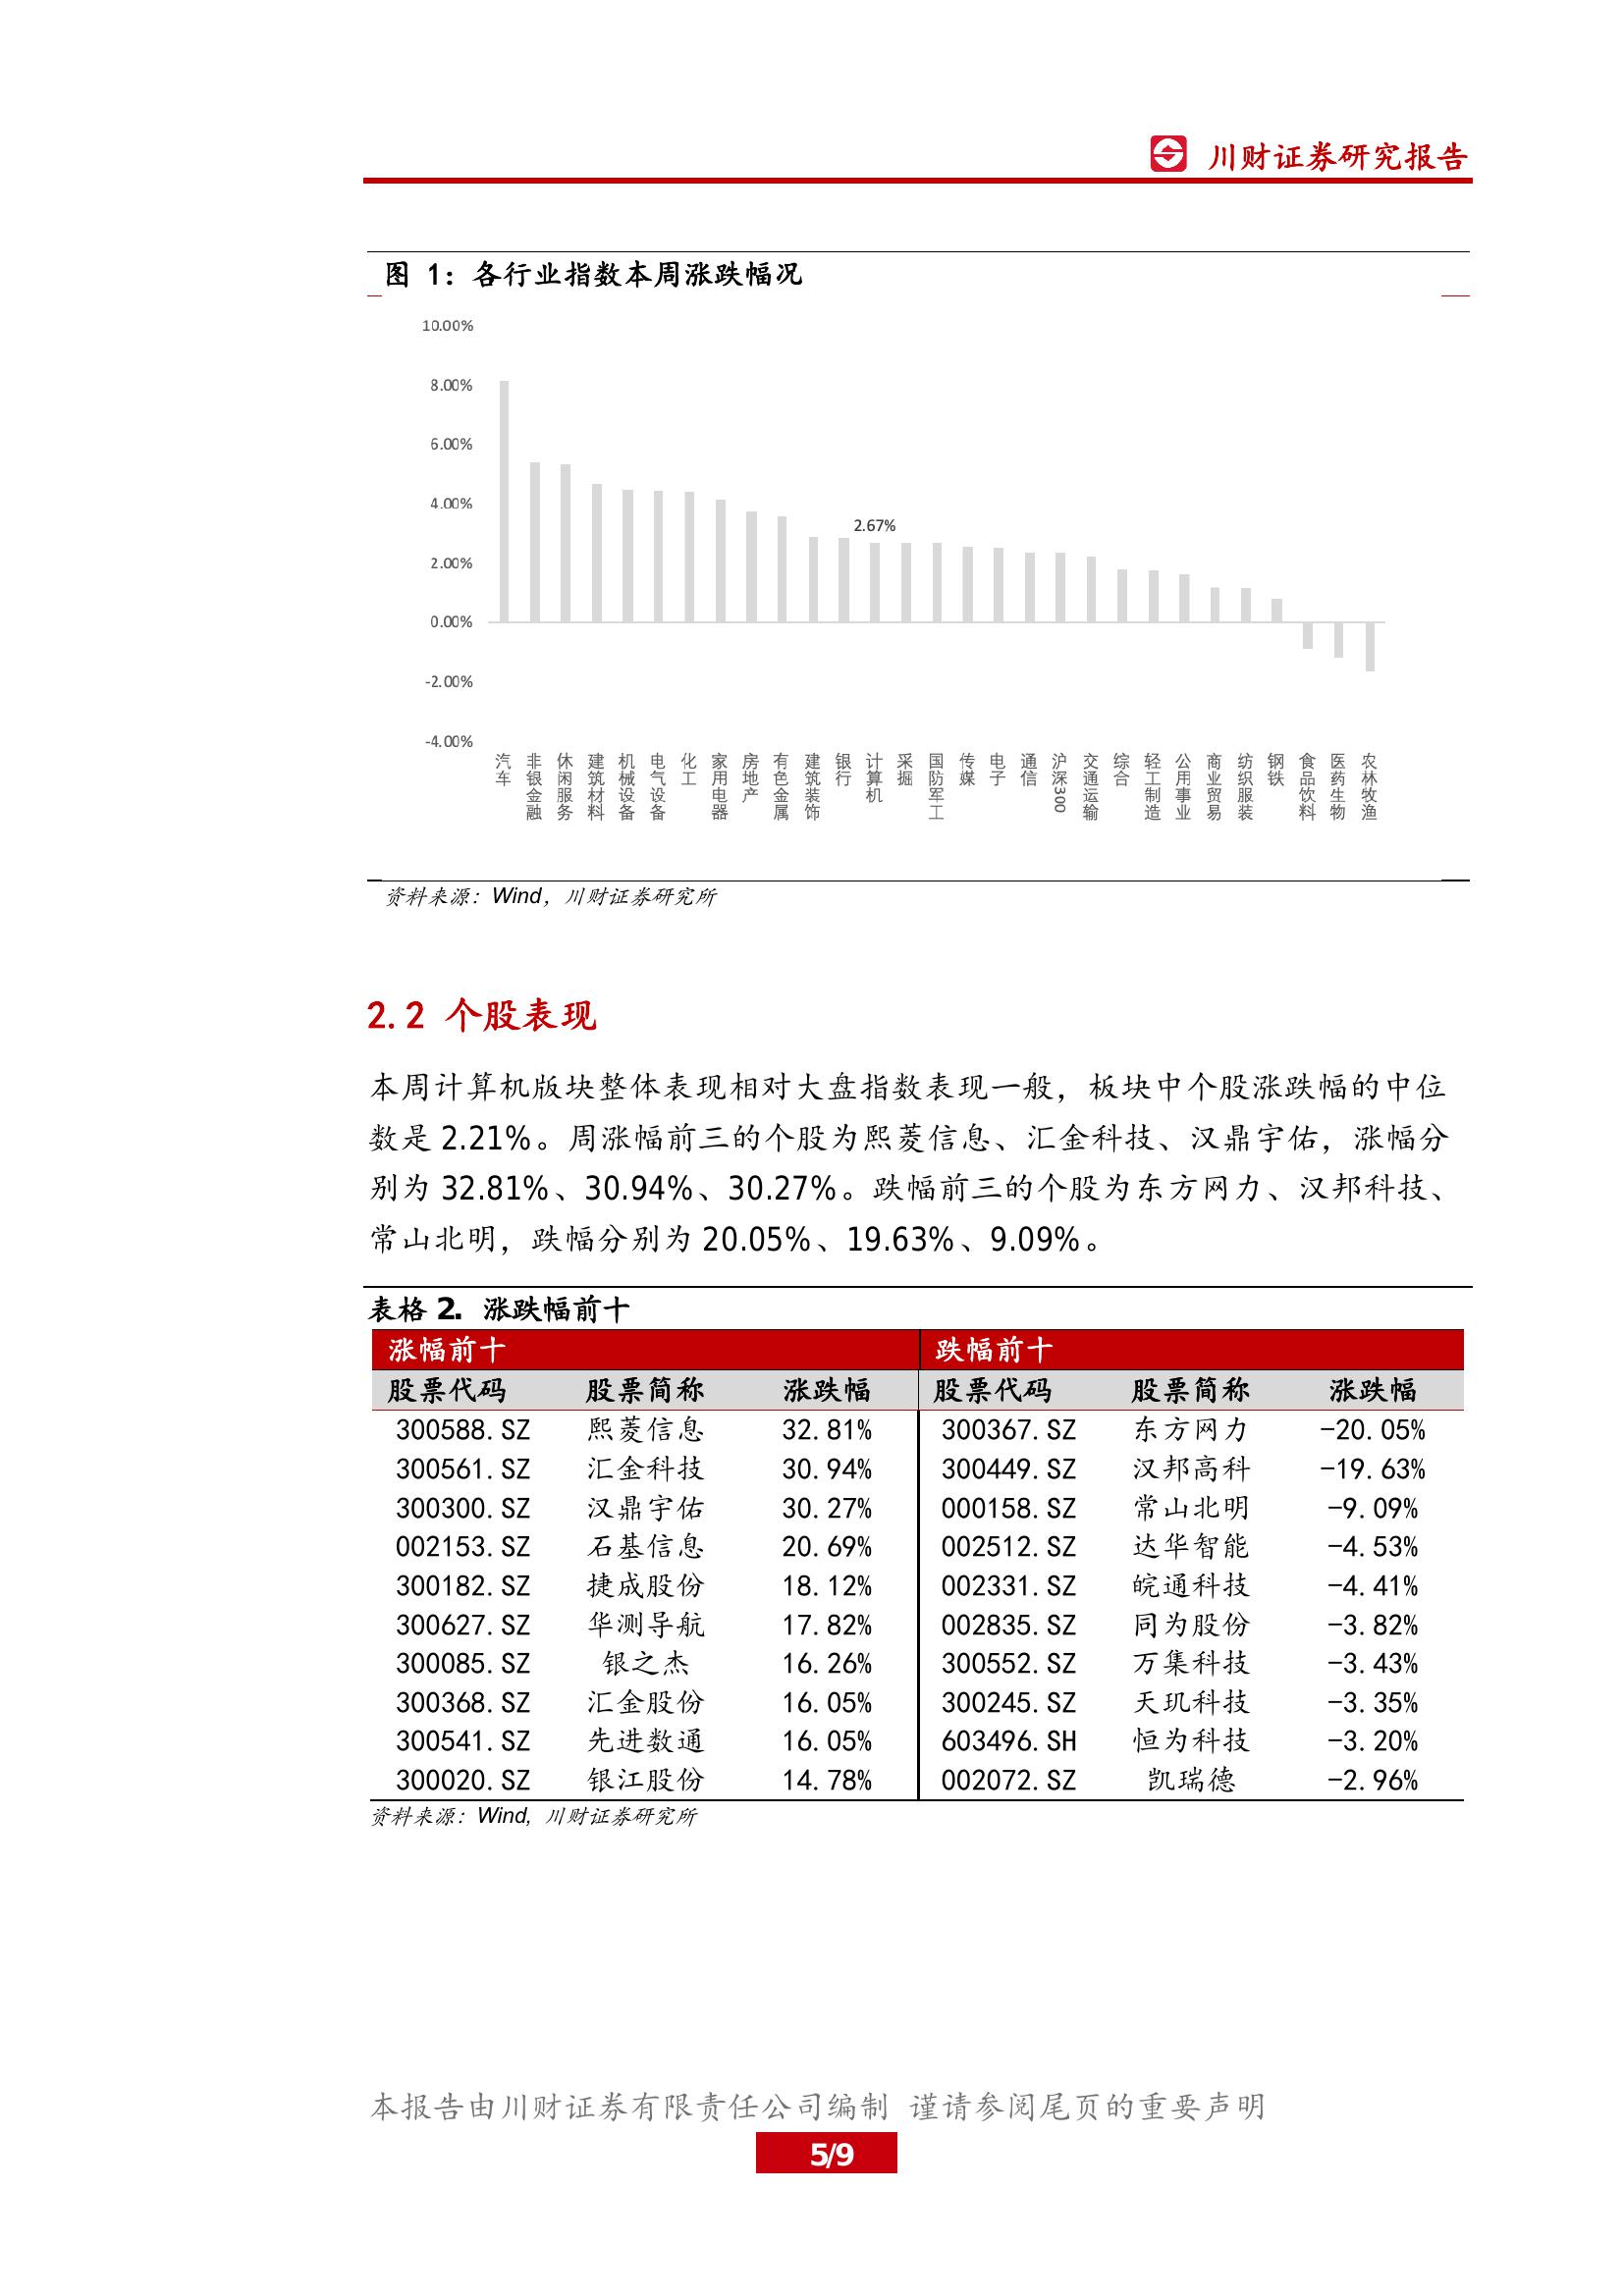 川财证券研究报告
图 1：各行业指数本周涨跌幅况
10.00%
8.00%
6.00%
4.00%
2.00%
0.00%
-2.00%
-4.00%
2.67%
汽车 非银金融 休闲服务 建筑材料 机械设备 电气设备 化工 家用电器 房地产 有色金属 建筑装饰 银行 计算机 采掘 国防军工 传媒 电子 通信 沪深300 交通运输 综合 轻工制造 公用事业 商业贸易 纺织服装 钢铁 食品饮料 医药生物 农林牧渔
资料来源：Wind，川财证券研究所
2.2 个股表现
本周计算机版块整体表现相对大盘指数表现一般，板块中个股涨跌幅的中位
数是 2.21%。周涨幅前三的个股为熙菱信息、汇金科技、汉鼎宇佑，涨幅分
别为 32.81%、30.94%、30.27%。跌幅前三的个股为东方网力、汉邦科技、
常山北明，跌幅分别为 20.05%、19.63%、9.09%。
表格 2. 涨跌幅前十
涨幅前十 跌幅前十
股票代码 股票简称 涨跌幅 股票代码 股票简称 涨跌幅
300588.SZ 熙菱信息 32.81% 300367.SZ 东方网力 -20.05%
300561.SZ 汇金科技 30.94% 300449.SZ 汉邦高科 -19.63%
300300.SZ 汉鼎宇佑 30.27% 000158.SZ 常山北明 -9.09%
002153.SZ 石基信息 20.69% 002512.SZ 达华智能 -4.53%
300182.SZ 捷成股份 18.12% 002331.SZ 皖通科技 -4.41%
300627.SZ 华测导航 17.82% 002835.SZ 同为股份 -3.82%
300085.SZ 银之杰 16.26% 300552.SZ 万集科技 -3.43%
300368.SZ 汇金股份 16.05% 300245.SZ 天玑科技 -3.35%
300541.SZ 先进数通 16.05% 603496.SH 恒为科技 -3.20%
300020.SZ 银江股份 14.78% 002072.SZ 凯瑞德 -2.96%
资料来源：Wind, 川财证券研究所
本报告由川财证券有限责任公司编制 谨请参阅尾页的重要声明
5/9